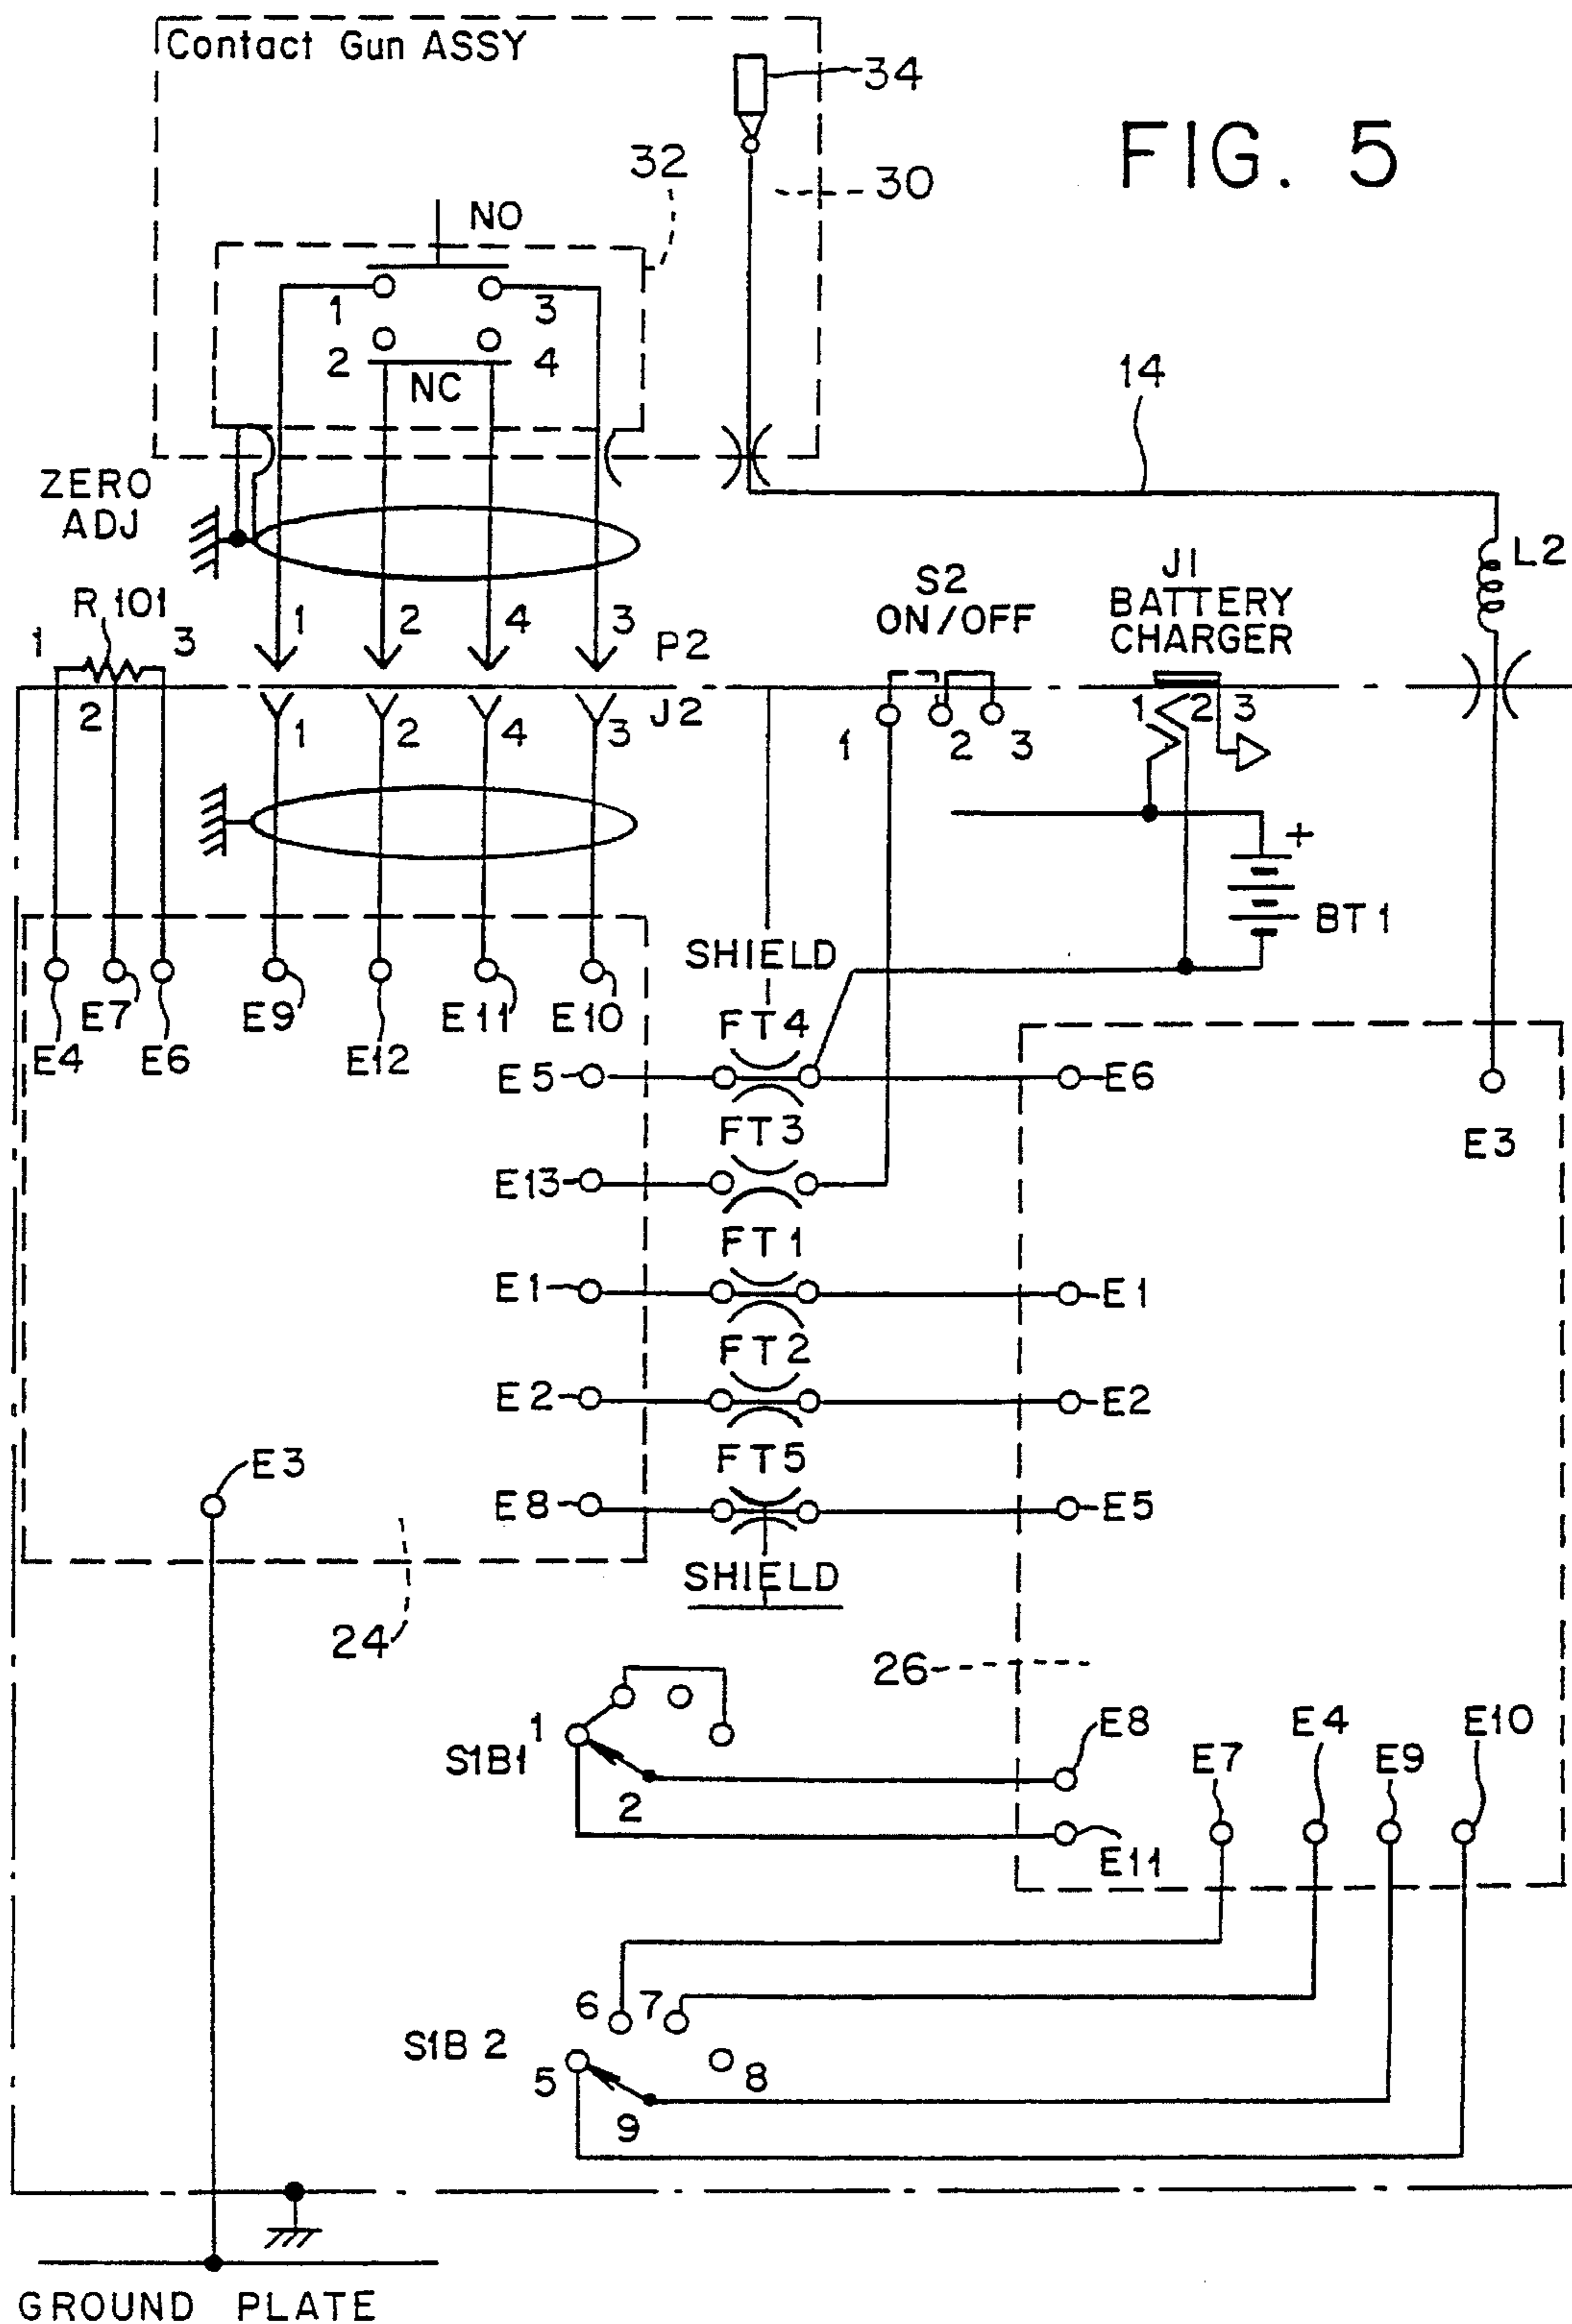 Contact Gun ASSY
34
FIG. 5
32
30
NO
1 3
2 4
NC
14
ZERO
ADJ
L2
J1
S2
BATTERY
ON/OFF
CHARGER
R 101
1 3
1 2 4 3
P2
2
J2
1 2 4 3
1 2 3
1 2 3
+
BT 1
SHIELD
E7 E9 E11 E10
FT4
E4 E6 E12
E5
E6
FT3
E3
E13
FT1
E1
E1
FT2
E2
E2
FT5
E3
E8
E5
SHIELD
24
26
1
E8
E4
E10
S1B1
E7
E9
2
E11
6 7
S1B 2
5 8
9
GROUND PLATE